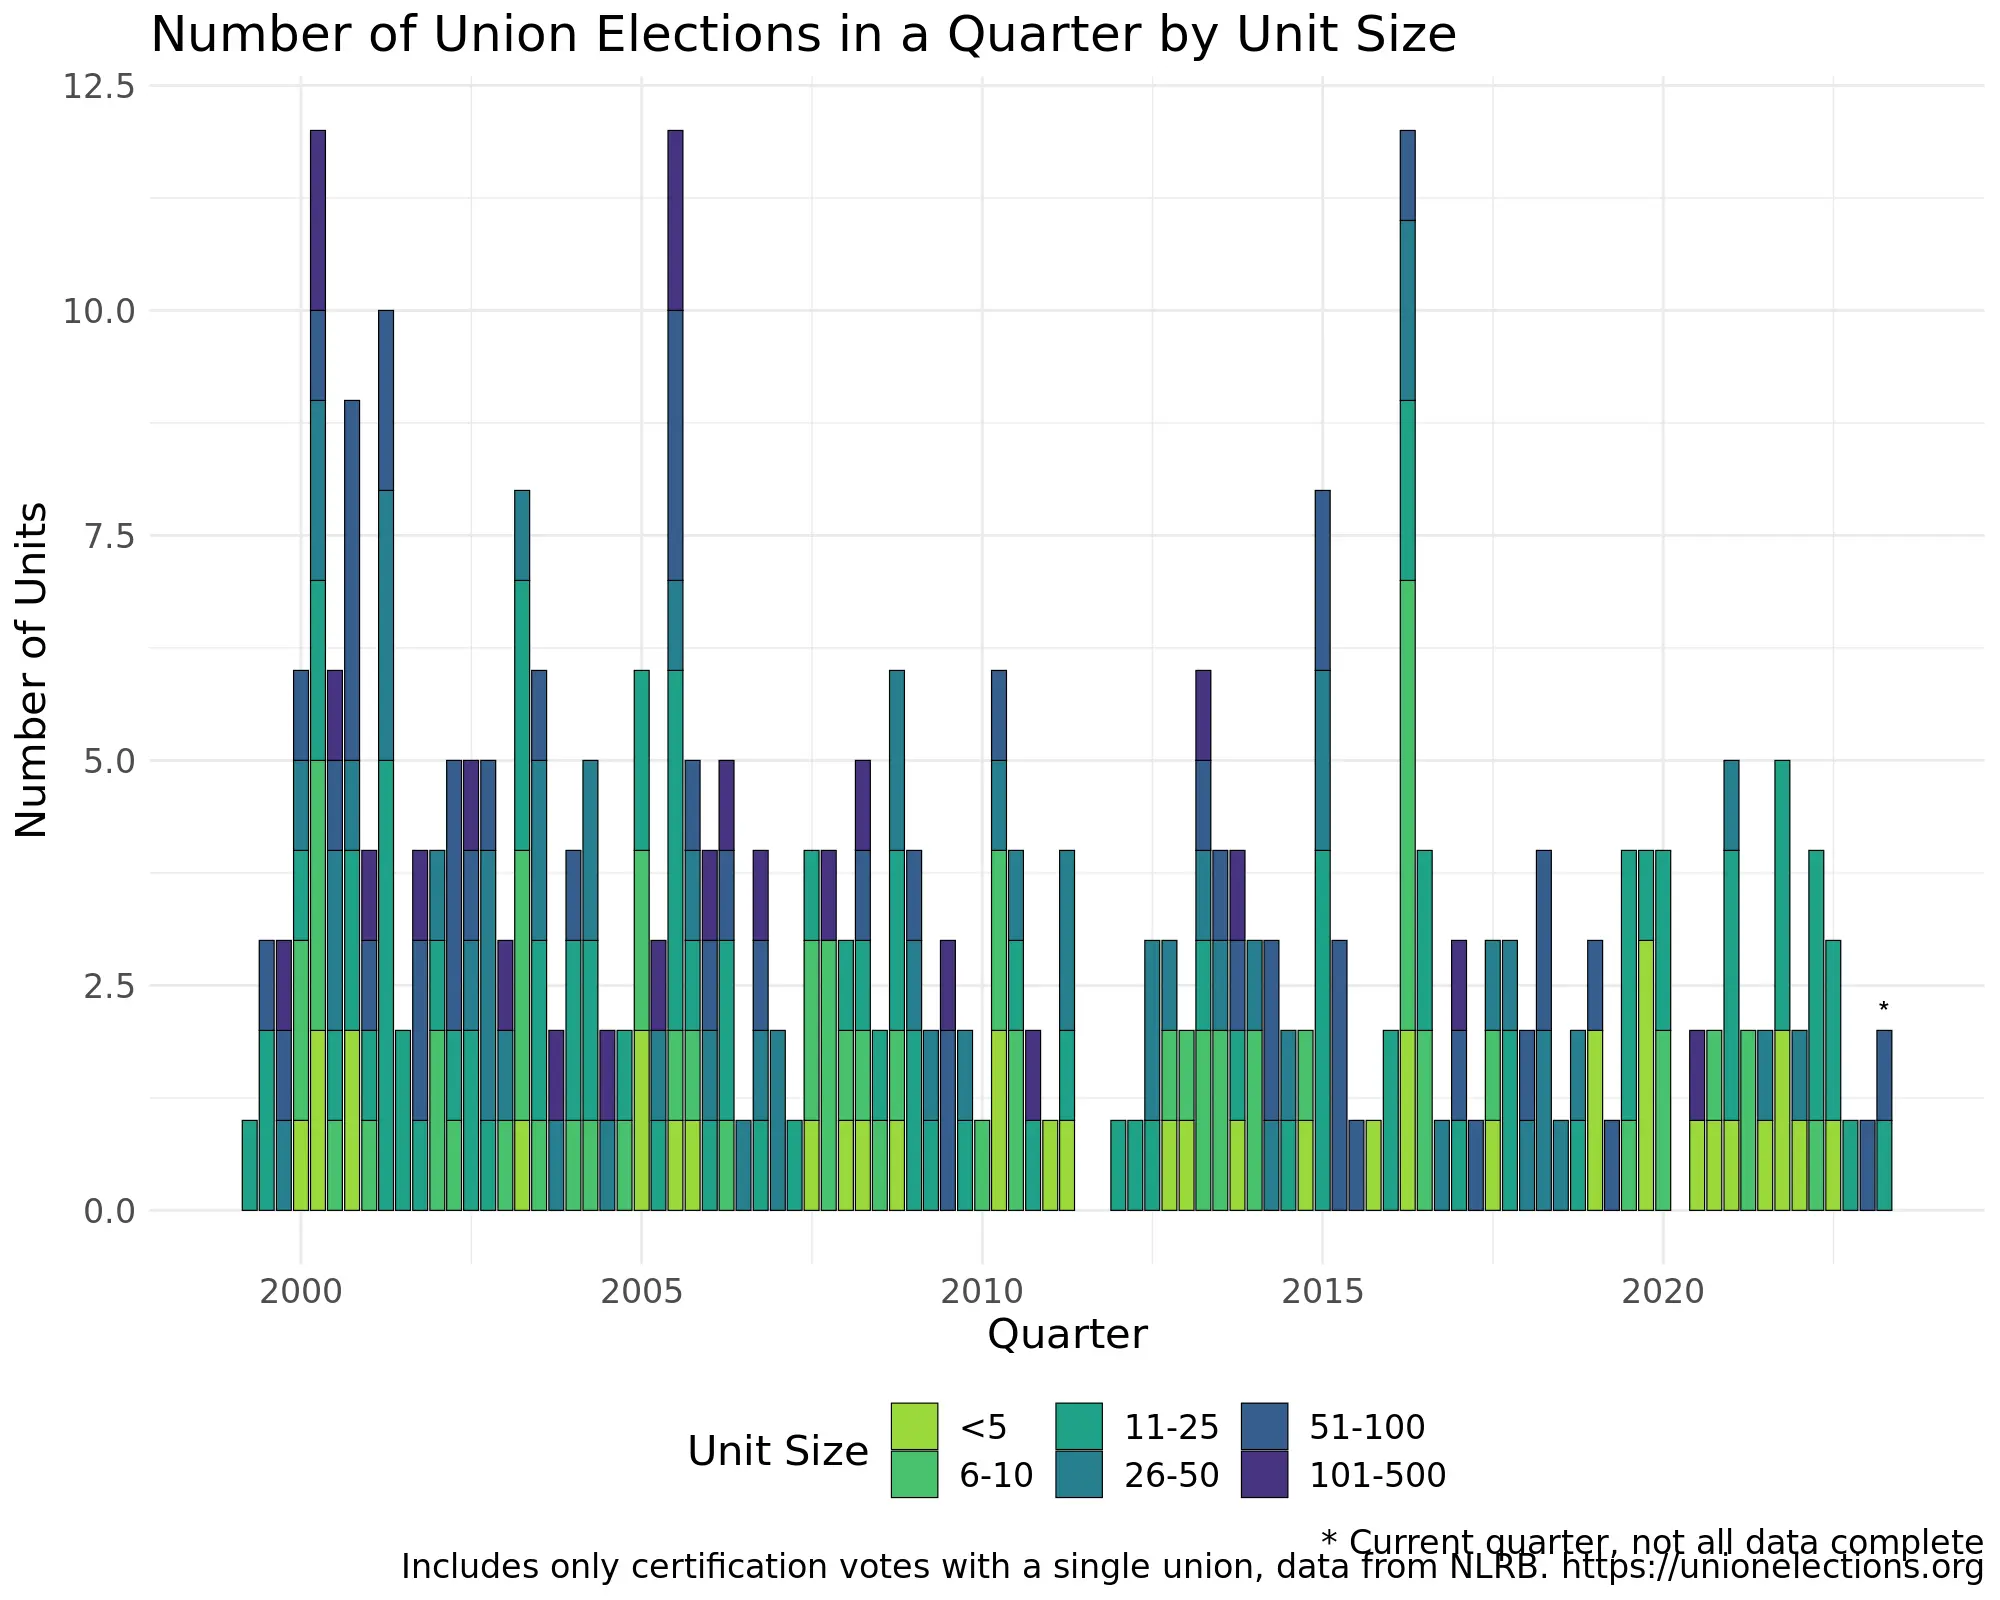 Number of Union Elections in a Quarter by Unit Size
12.5
10.0
7.5
5.0
2.5
0.0
Number of Units
*
2000 2005 2010 2015 2020
Quarter
Unit Size
<5 11-25 51-100
6-10 26-50 101-500
* Current quarter, not all data complete
Includes only certification votes with a single union, data from NLRB. https://unionelections.org